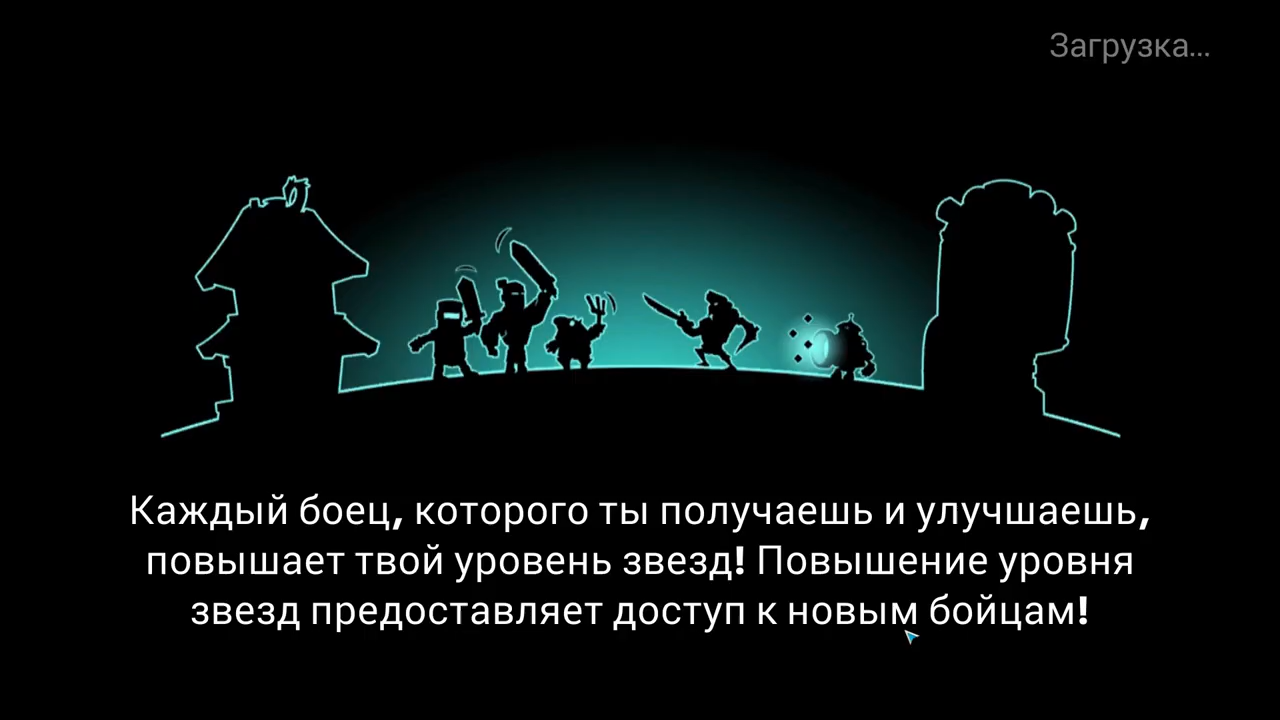 Загрузка...
Каждый боец, которого ты получаешь и улучшаешь,
повышает твой уровень звезд! Повышение уровня
звезд предоставляет доступ к новым бойцам!